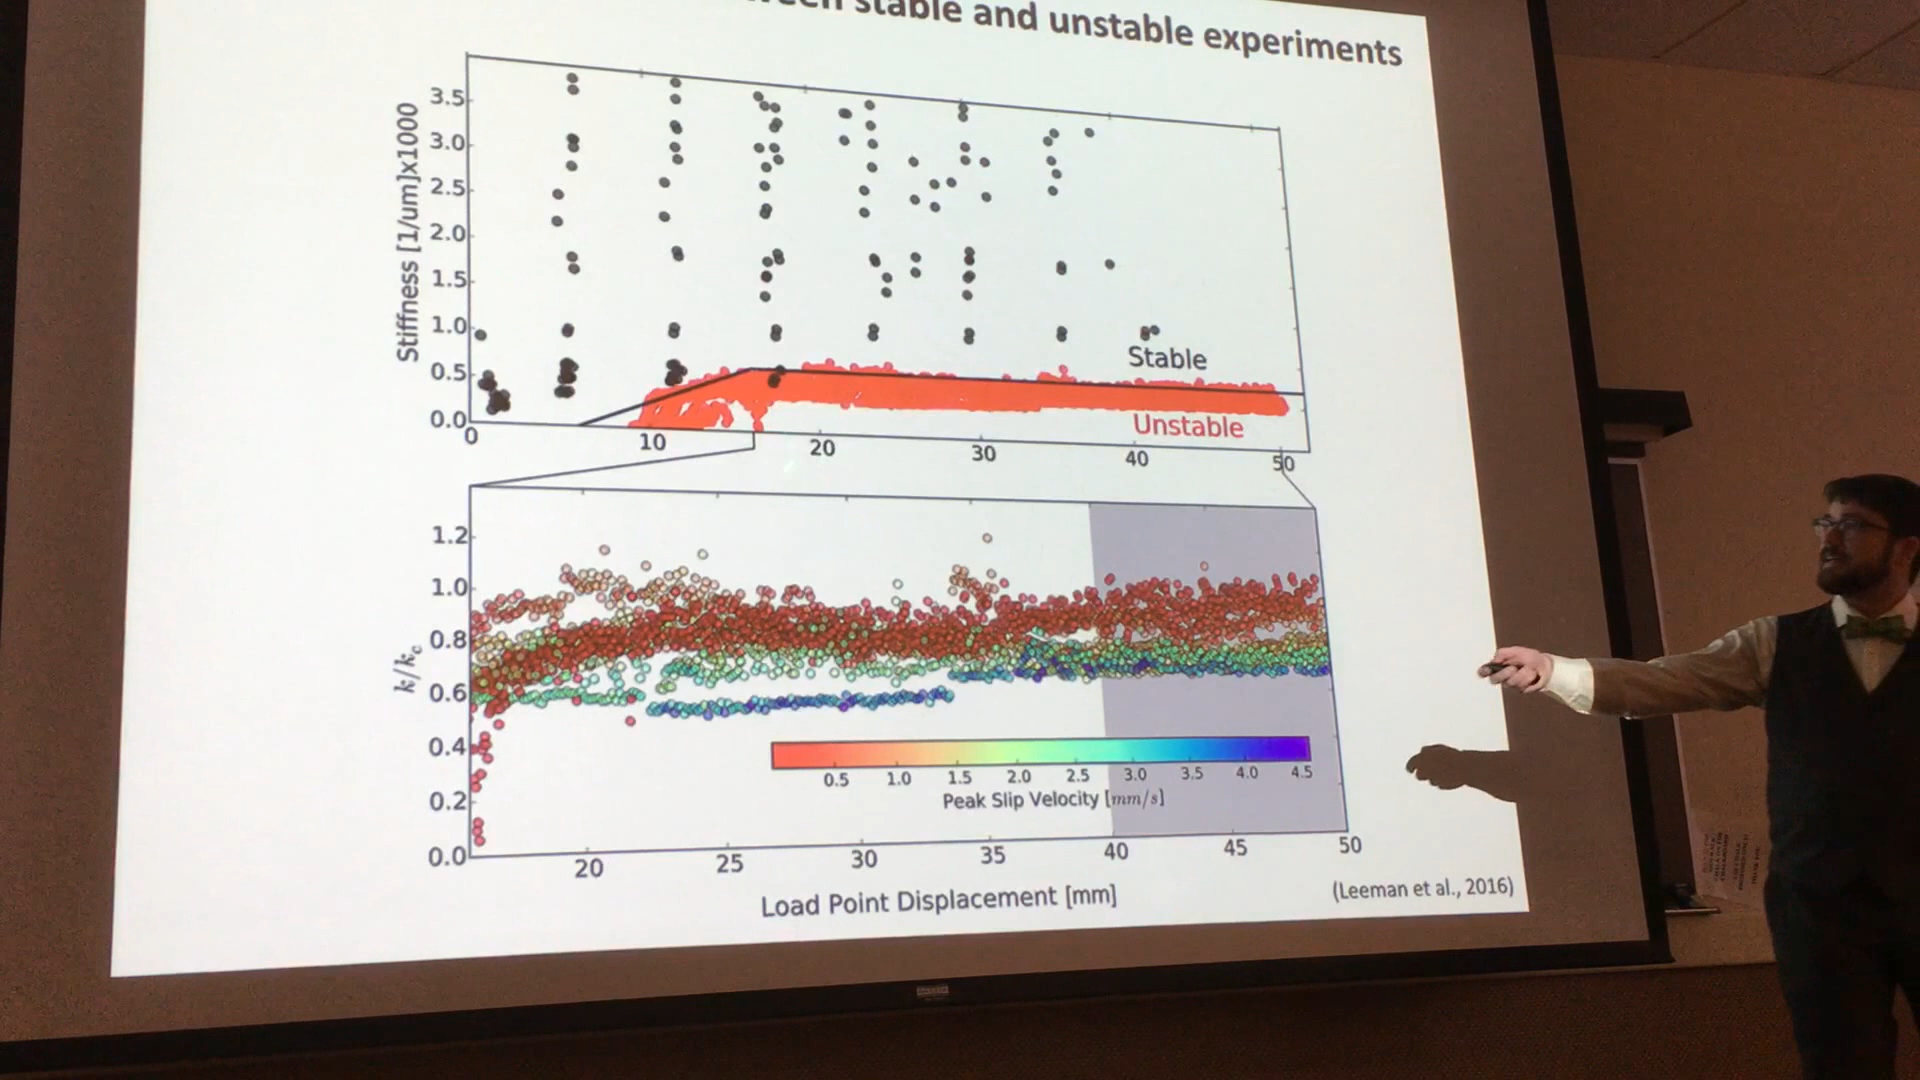 stable and unstable experiments
Stiffness [1/um]x1000
3.5
3.0
2.5
2.0
1.5
1.0
0.5
0.0
Stable
Unstable
0 10 20 30 40 50
k/kc
1.2
1.0
0.8
0.6
0.4
0.2
0.0
0.5 1.0 1.5 2.0 2.5 3.0 3.5 4.0 4.5
Peak Slip Velocity [mm/s]
20 25 30 35 40 45 50
Load Point Displacement [mm]
(Leeman et al., 2016)